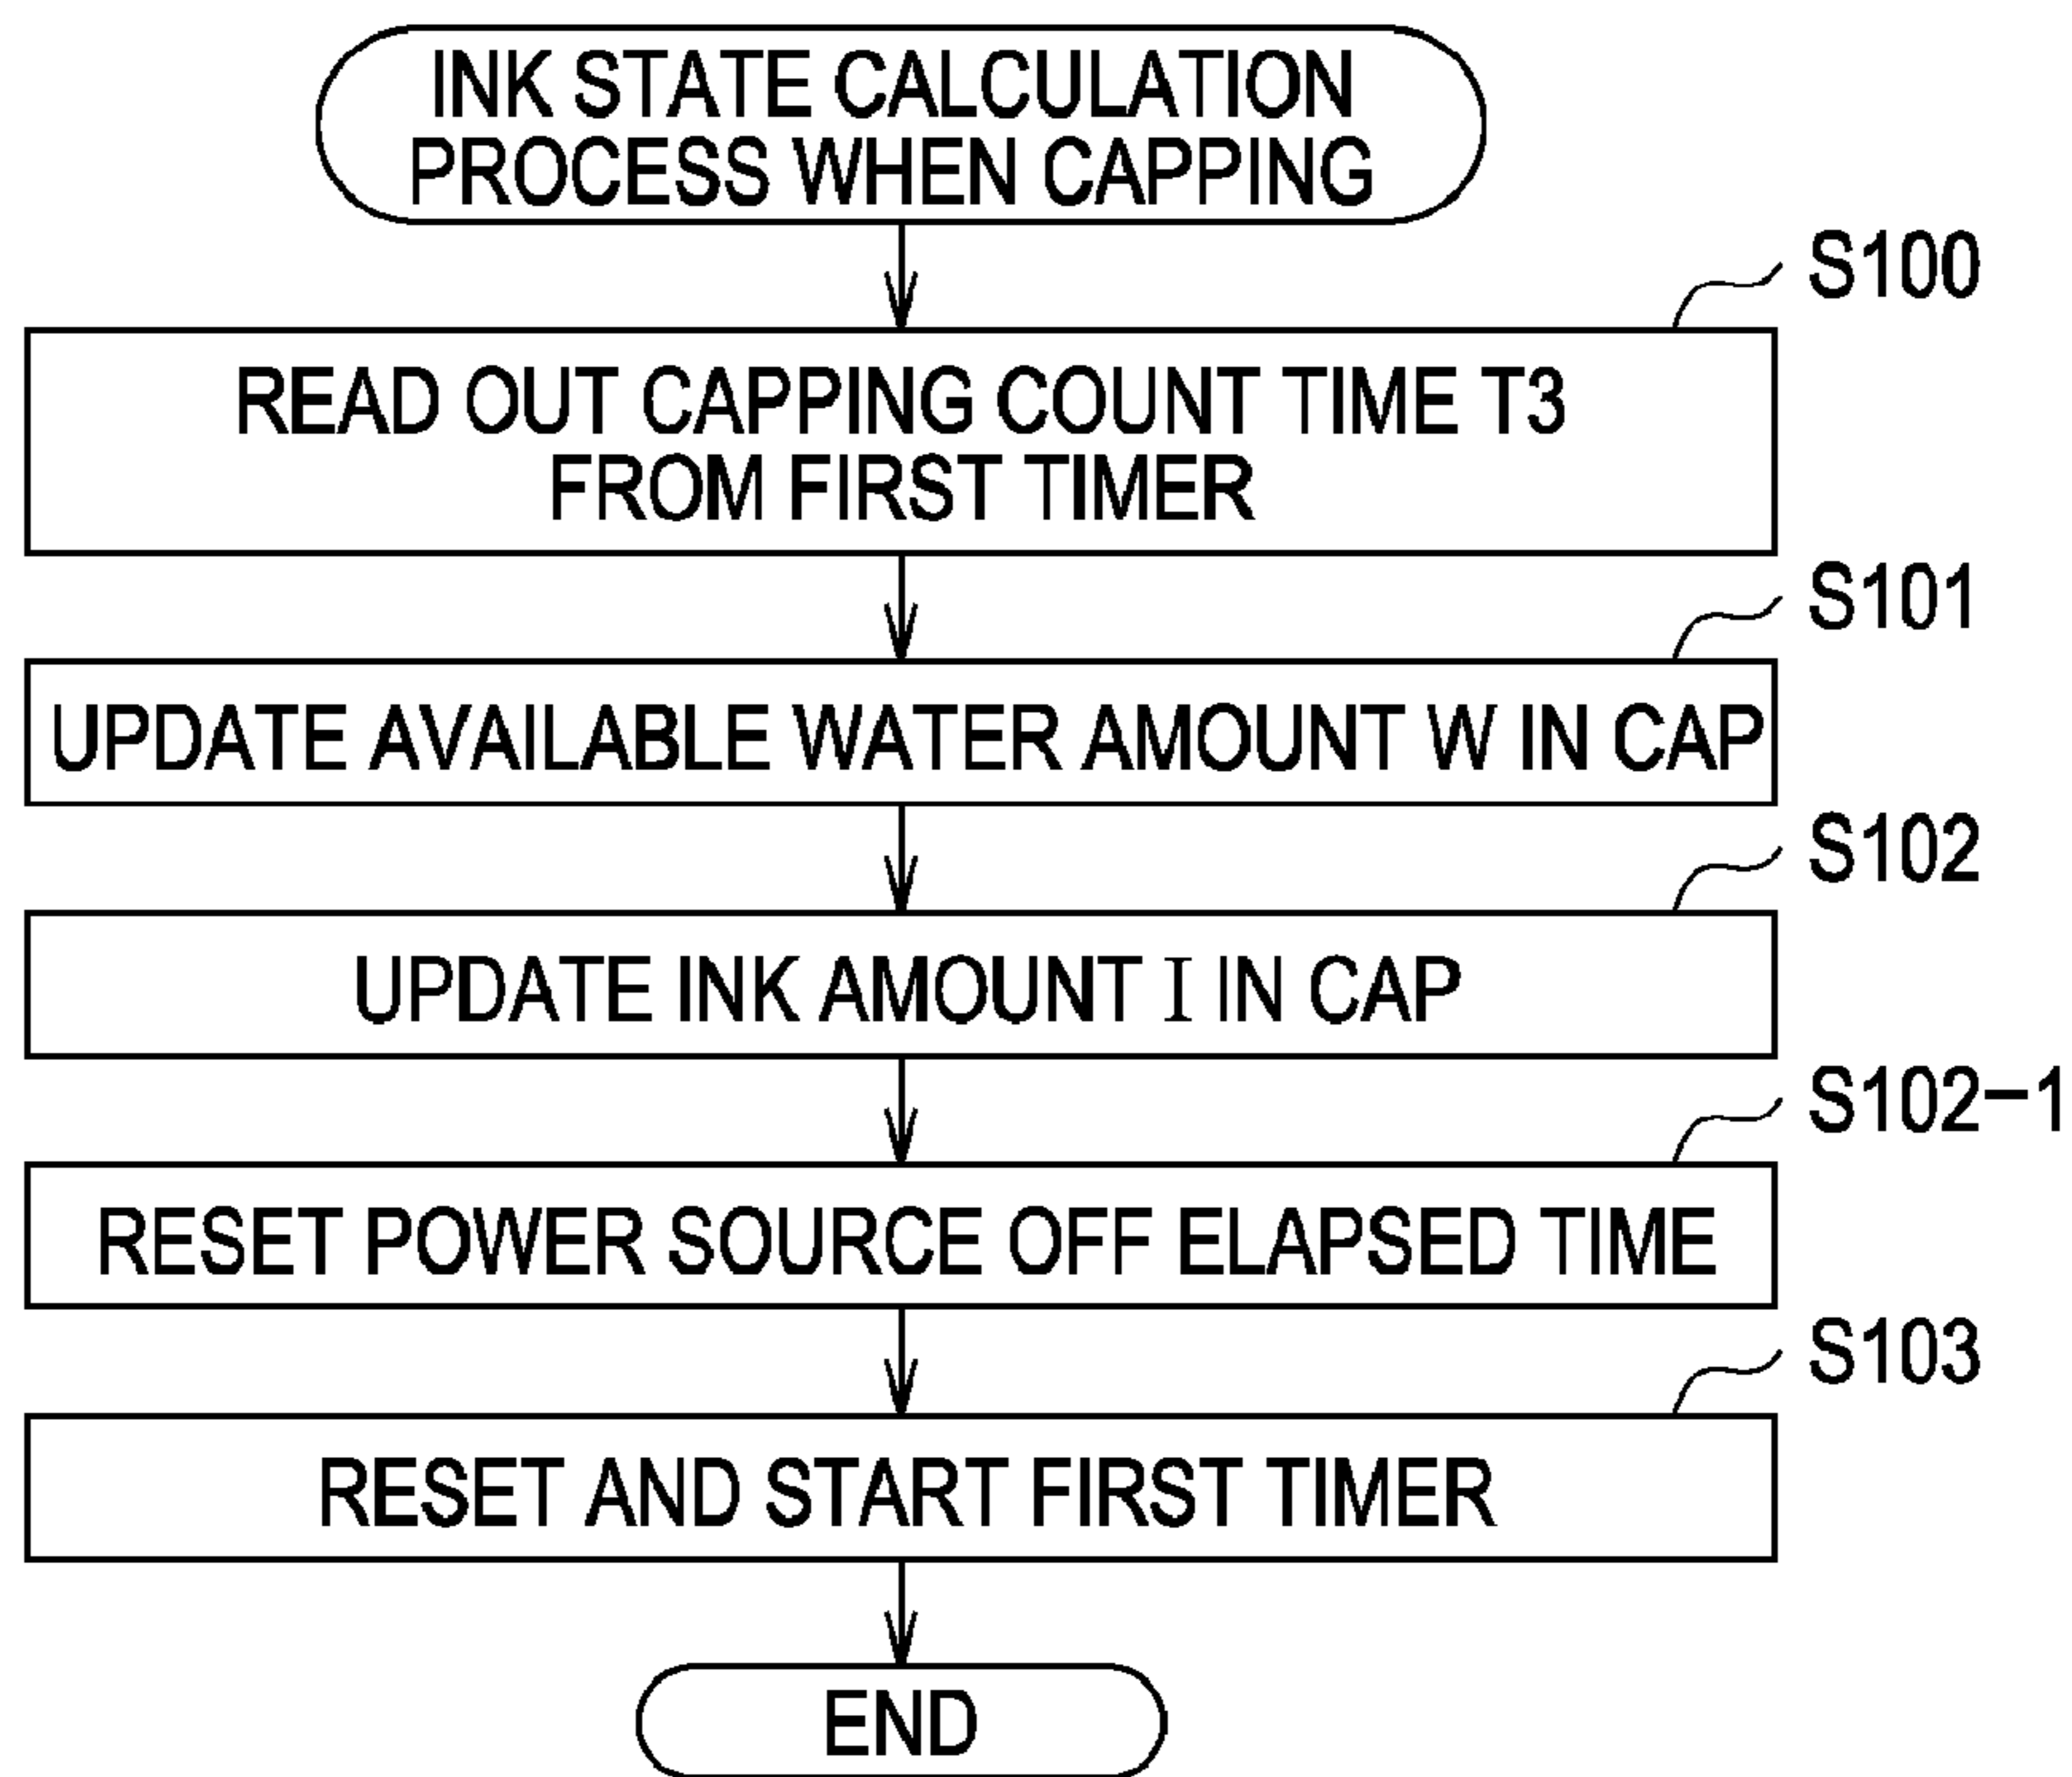 INK STATE CALCULATION
PROCESS WHEN CAPPING
S100
READ OUT CAPPING COUNT TIME T3
FROM FIRST TIMER
S101
UPDATE AVAILABLE WATER AMOUNT W IN CAP
S102
UPDATE INK AMOUNT I IN CAP
S102-1
RESET POWER SOURCE OFF ELAPSED TIME
S103
RESET AND START FIRST TIMER
END